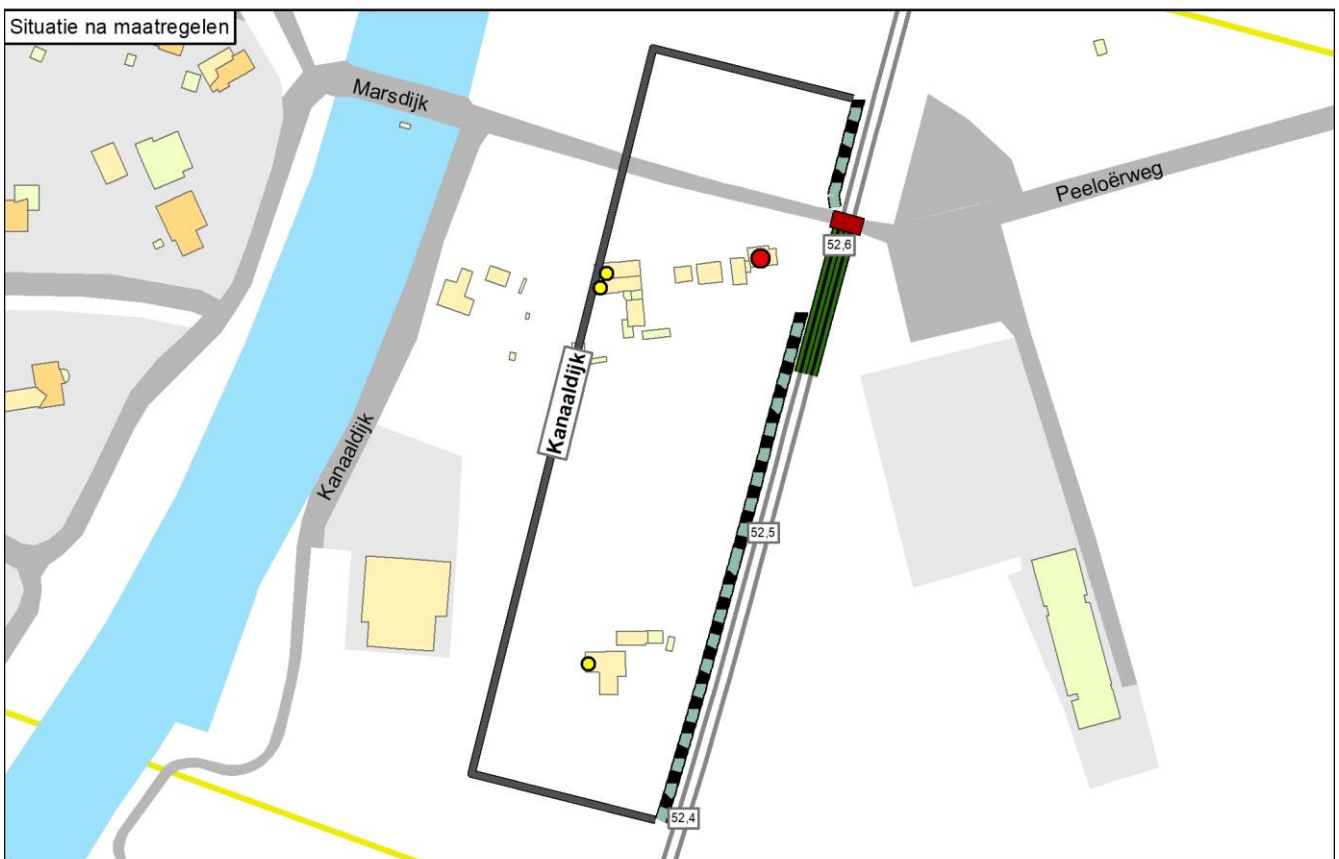 Situatie na maatregelen
Marsdijk
Peeloërweg
52,6
Kanaaldijk
Kanaaldijk
52,5
52,4